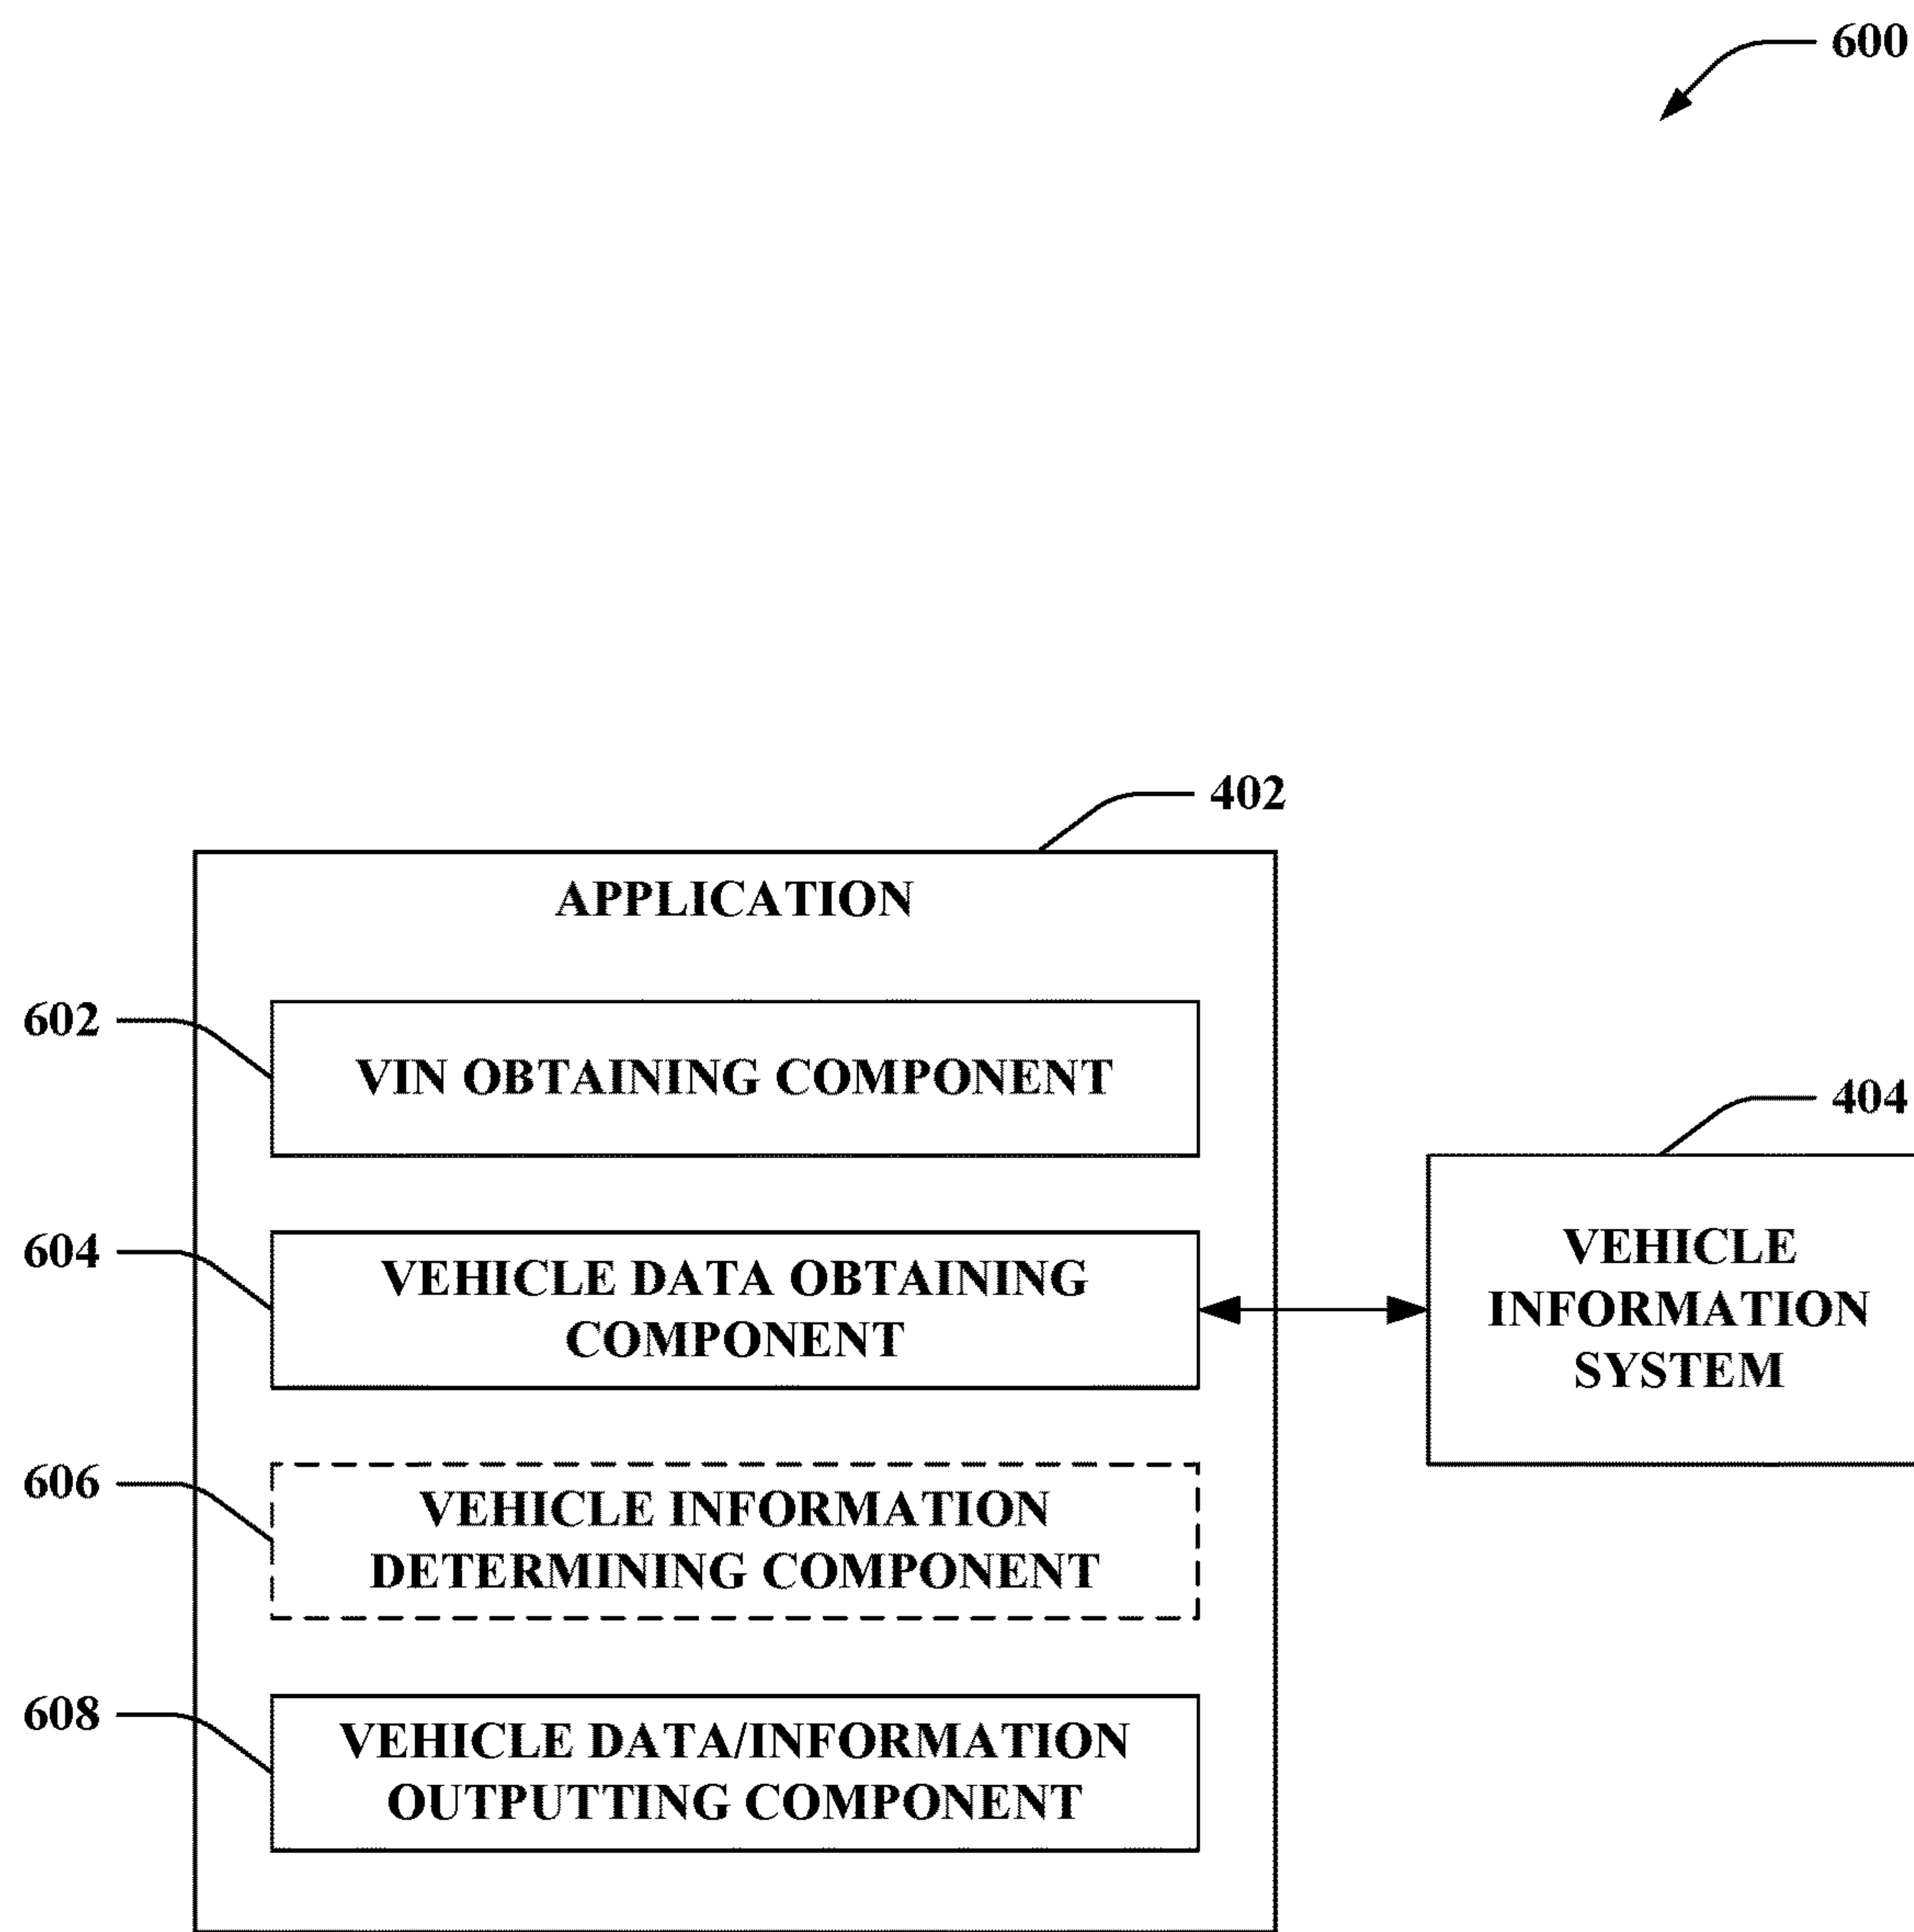 600
402
APPLICATION
602
VIN OBTAINING COMPONENT
604
VEHICLE DATA OBTAINING
COMPONENT
606
VEHICLE INFORMATION
DETERMINING COMPONENT
608
VEHICLE DATA/INFORMATION
OUTPUTTING COMPONENT
404
VEHICLE
INFORMATION
SYSTEM